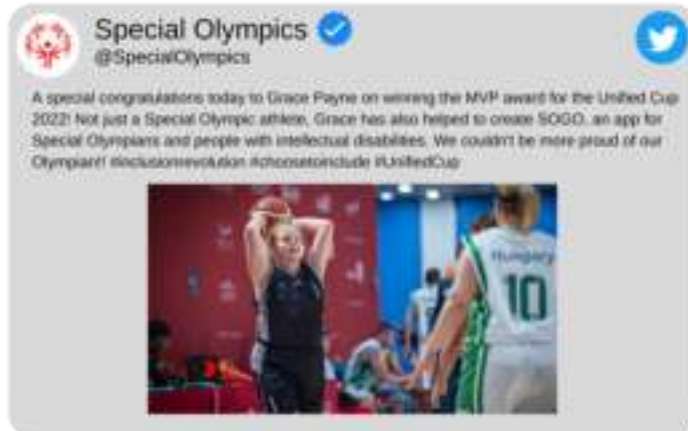 Special Olympics
@SpecialOlympics
A special congratulations today to Grace Payne on winning the MVP award for the Unified Cup
2022! Not just a Special Olympic athlete, Grace has also helped to create SOGO, an app for
Special Olympians and people with intellectual disabilities. We couldn't be more proud of our
Olympian! #inclusionrevolution #choosetoinclude #UnifiedCup
Hungary
10